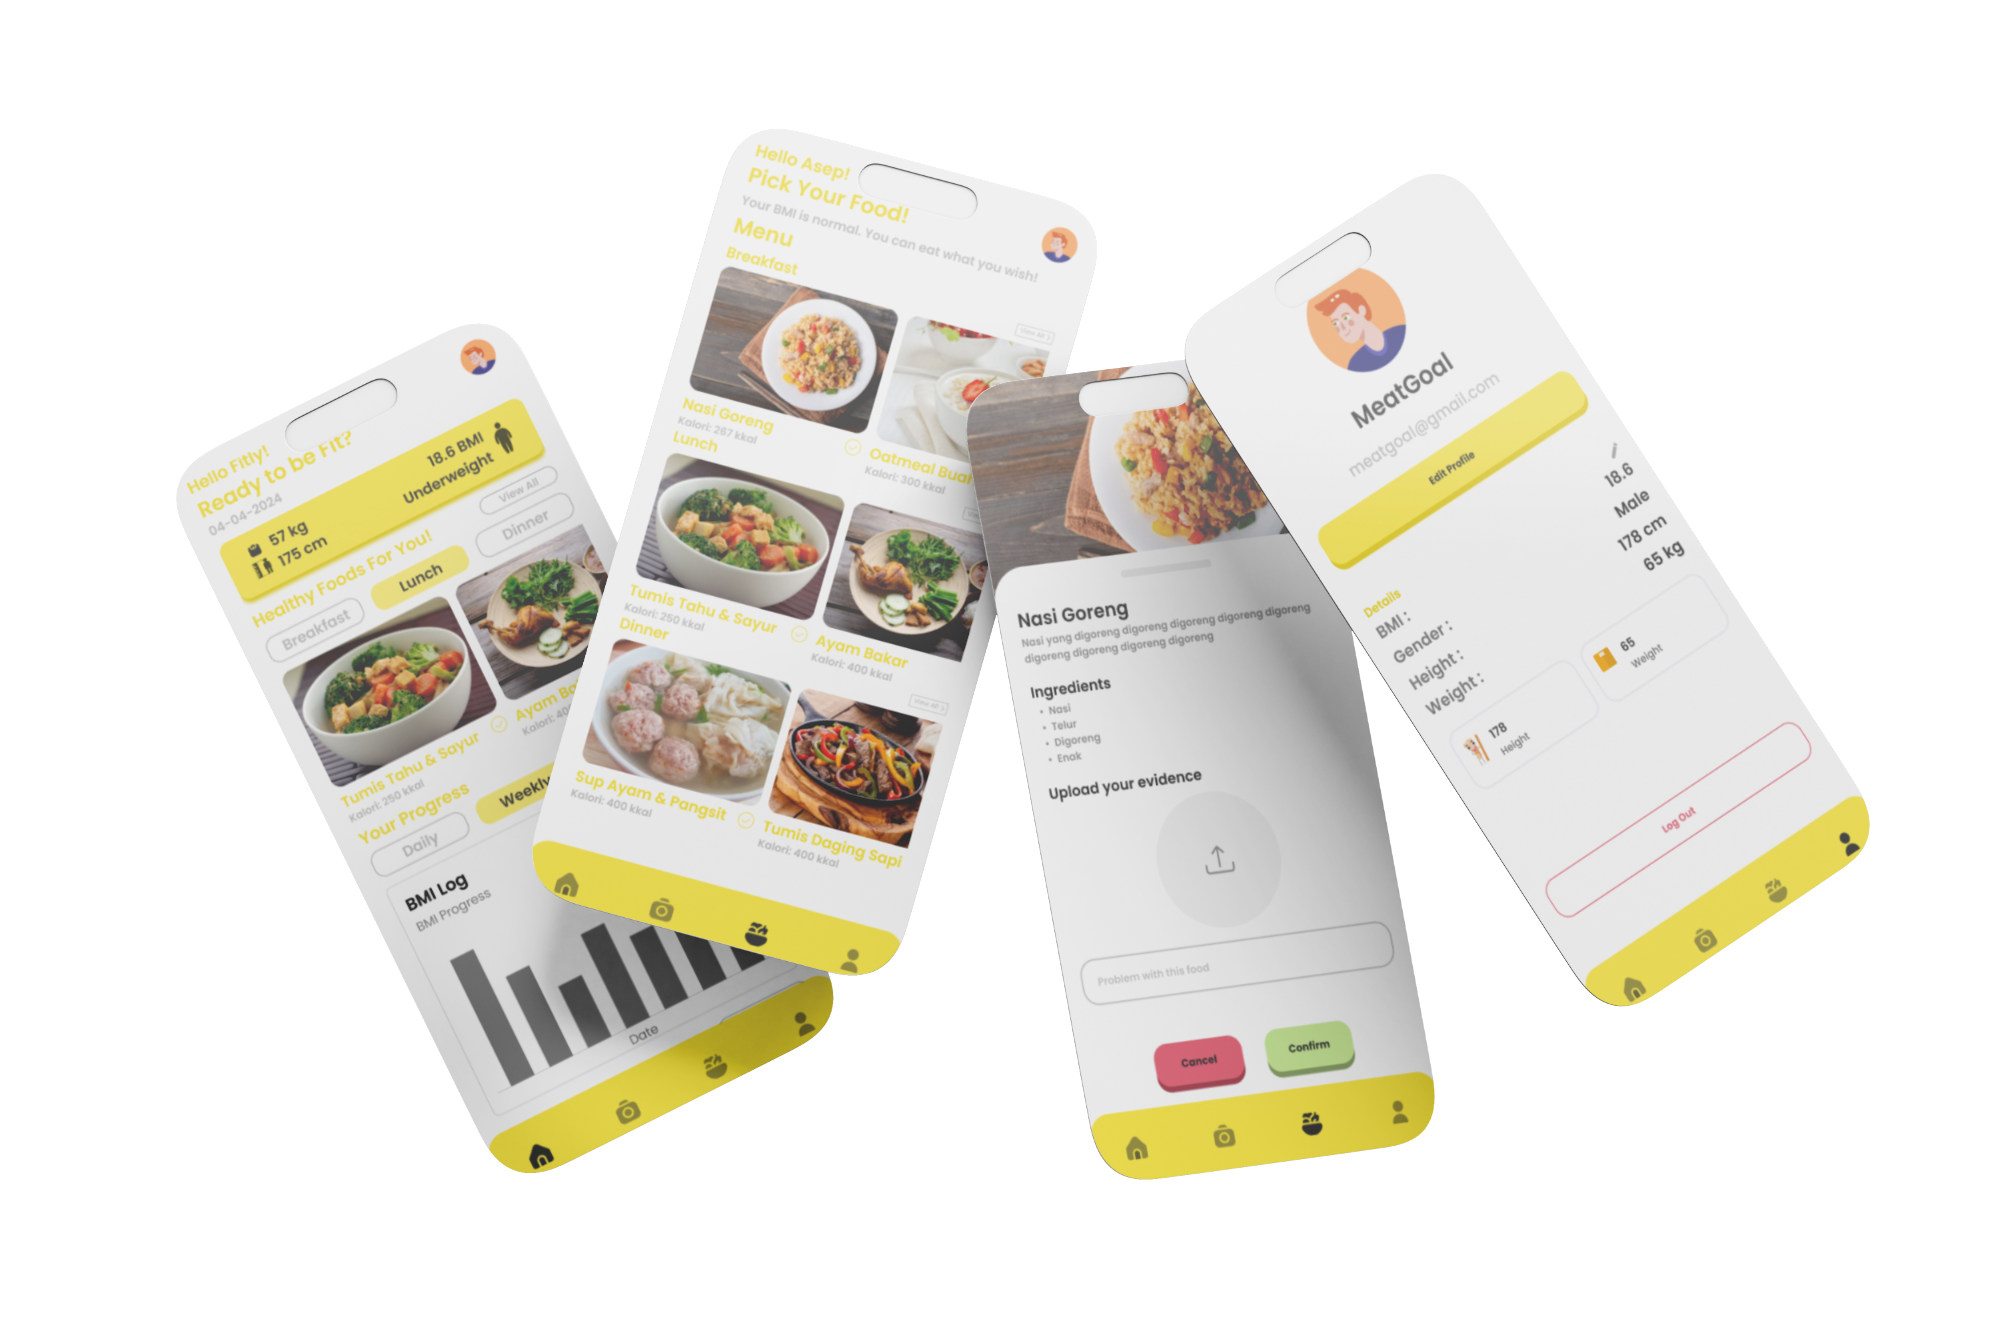 Hello Fitly!
Ready to be Fit?
04-04-2024
57 kg
175 cm
18.6 BMI
Underweight
Healthy Foods For You!
View All
Breakfast
Lunch
Dinner
Tumis Tahu & Sayur
Kalori: 250 kkal
Ayam Ba
Kalori: 40
Your Progress
Daily
Weekly
BMI Log
BMI Progress
Date
Hello Asep!
Pick Your Food!
Your BMI is normal. You can eat what you wish!
Menu
Breakfast
View All >
Nasi Goreng
Kalori: 267 kkal
Oatmeal Bual
Kalori: 300 kkal
Lunch
Tumis Tahu & Sayur
Kalori: 250 kkal
Ayam Bakar
Kalori: 400 kkal
Dinner
View All >
Sup Ayam & Pangsit
Kalori: 400 kkal
Tumis Daging Sapi
Kalori: 400 kkal
Nasi Goreng
Nasi yang digoreng digoreng digoreng digoreng digoreng
digoreng digoreng digoreng digoreng
Ingredients
• Nasi
• Telur
• Digoreng
• Enak
Upload your evidence
Problem with this food
Cancel
Confirm
MeatGoal
meatgoal@gmail.com
Edit Profile
Details
BMI : 18.6
Gender : Male
Height : 178 cm
Weight : 65 kg
178
Height
65
Weight
Log Out